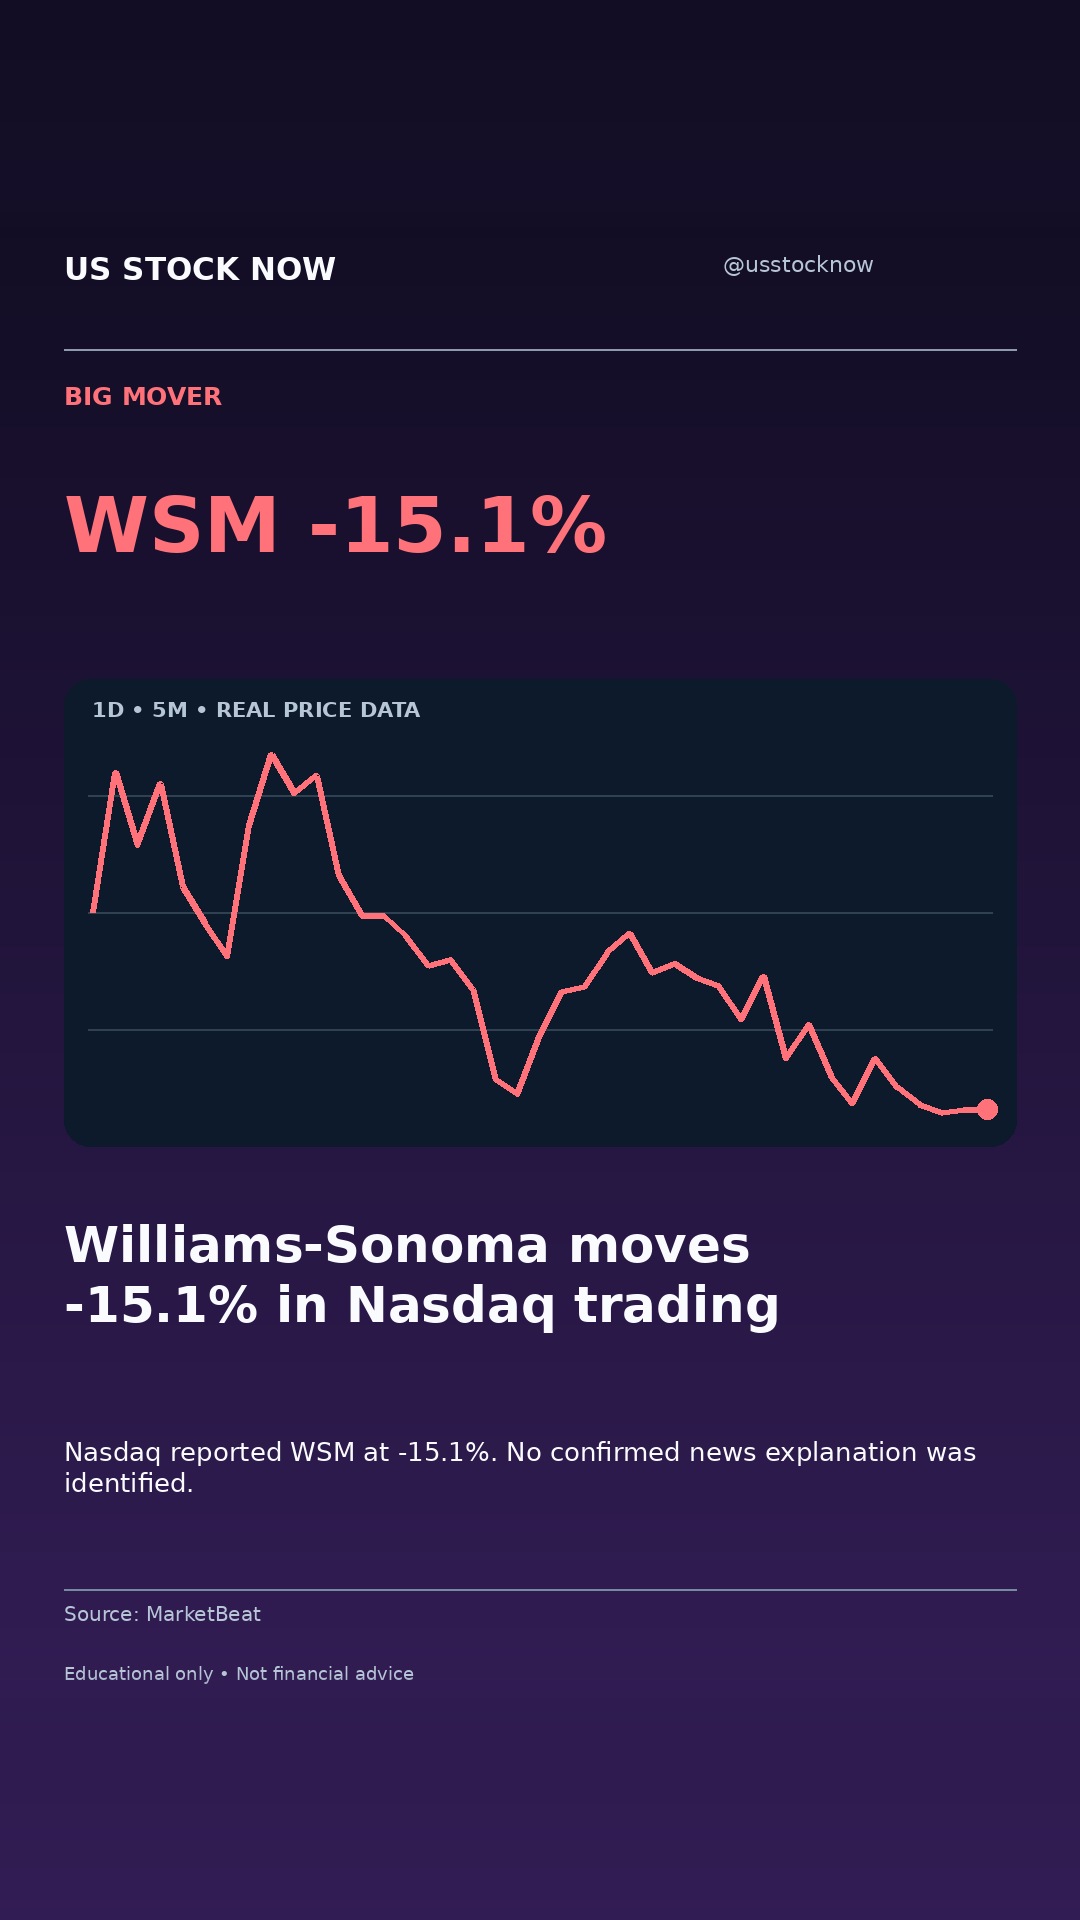 US STOCK NOW
@usstocknow
BIG MOVER
WSM -15.1%
1D • 5M • REAL PRICE DATA
Williams-Sonoma moves
-15.1% in Nasdaq trading
Nasdaq reported WSM at -15.1%. No confirmed news explanation was
identified.
Source: MarketBeat
Educational only • Not financial advice